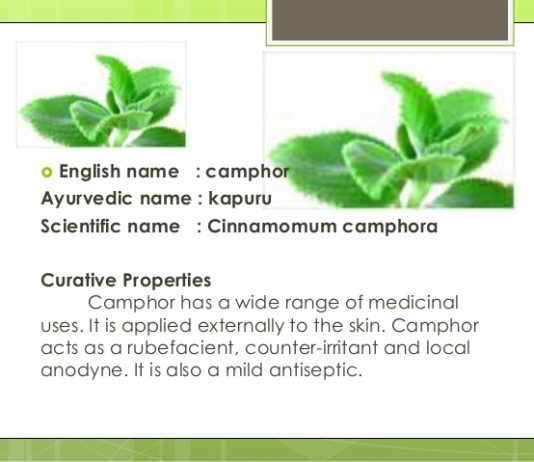 English name : camphor
Ayurvedic name : kapuru
Scientific name : Cinnamomum camphora
Curative Properties
Camphor has a wide range of medicinal
uses. It is applied externally to the skin. Camphor
acts as a rubefacient, counter-irritant and local
anodyne. It is also a mild antiseptic.